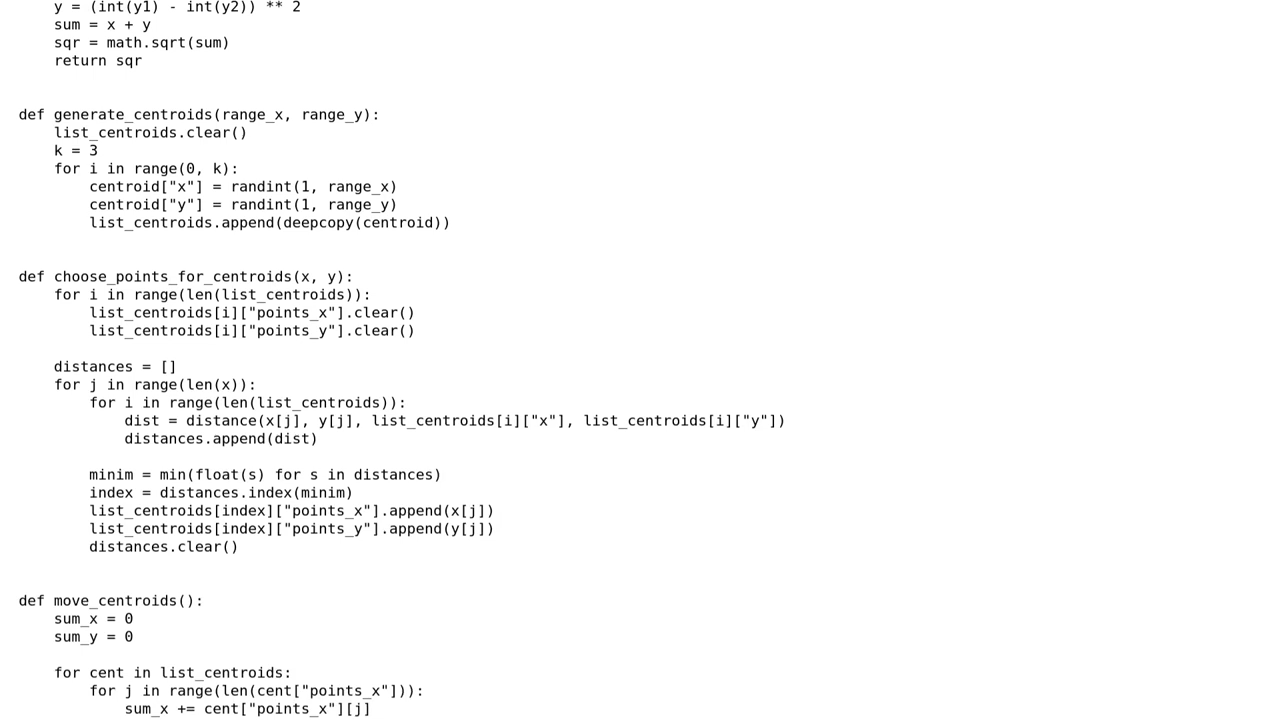 y = (int(y1) - int(y2)) ** 2
    sum = x + y
    sqr = math.sqrt(sum)
    return sqr


def generate_centroids(range_x, range_y):
    list_centroids.clear()
    k = 3
    for i in range(0, k):
        centroid["x"] = randint(1, range_x)
        centroid["y"] = randint(1, range_y)
        list_centroids.append(deepcopy(centroid))


def choose_points_for_centroids(x, y):
    for i in range(len(list_centroids)):
        list_centroids[i]["points_x"].clear()
        list_centroids[i]["points_y"].clear()

    distances = []
    for j in range(len(x)):
        for i in range(len(list_centroids)):
            dist = distance(x[j], y[j], list_centroids[i]["x"], list_centroids[i]["y"])
            distances.append(dist)

        minim = min(float(s) for s in distances)
        index = distances.index(minim)
        list_centroids[index]["points_x"].append(x[j])
        list_centroids[index]["points_y"].append(y[j])
        distances.clear()


def move_centroids():
    sum_x = 0
    sum_y = 0

    for cent in list_centroids:
        for j in range(len(cent["points_x"])):
            sum_x += cent["points_x"][j]